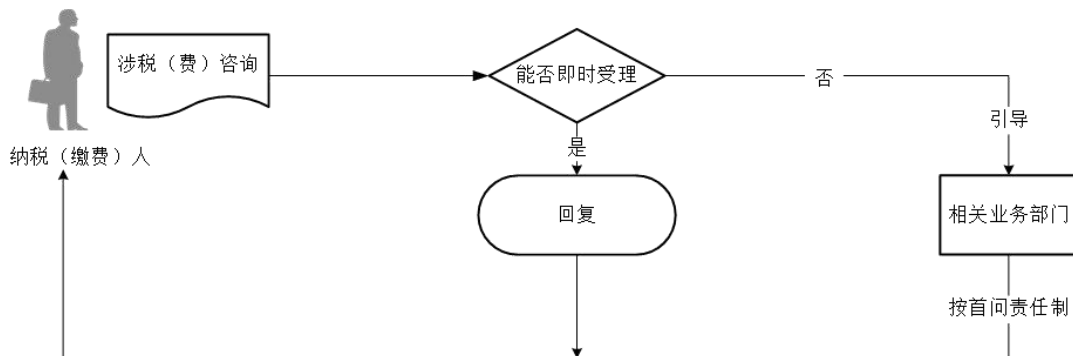 涉税（费）咨询
能否即时受理
否
引导
纳税（缴费）人
是
回复
相关业务部门
按首问责任制